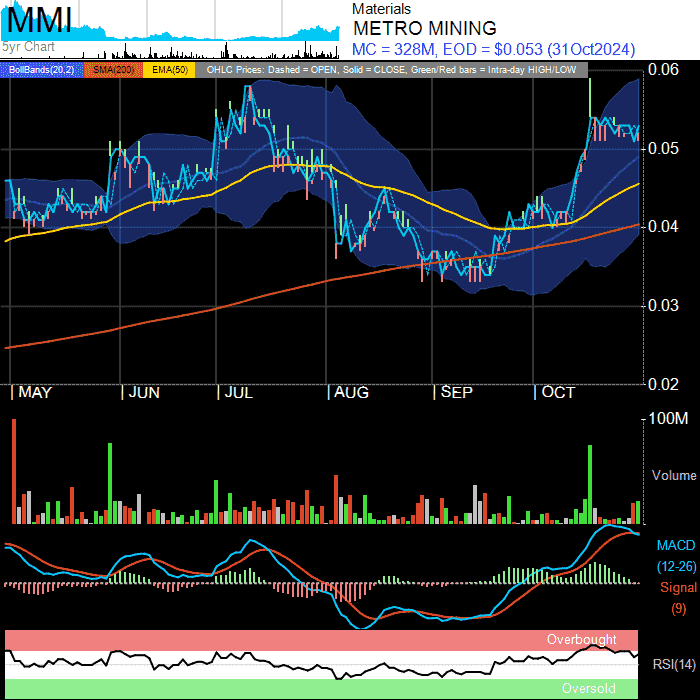 MMI
5yr Chart
Materials
METRO MINING
MC = 328M, EOD = $0.053 (31Oct2024)
BollBands(20,2) SMA(200) EMA(50) OHLC Prices: Dashed = OPEN, Solid = CLOSE, Green/Red bars = Intra-day HIGH/LOW
0.06
0.05
0.04
0.03
0.02
| MAY | JUN | JUL | AUG | SEP | OCT
100M
Volume
MACD
(12-26)
Signal
(9)
Overbought
RSI(14)
Oversold